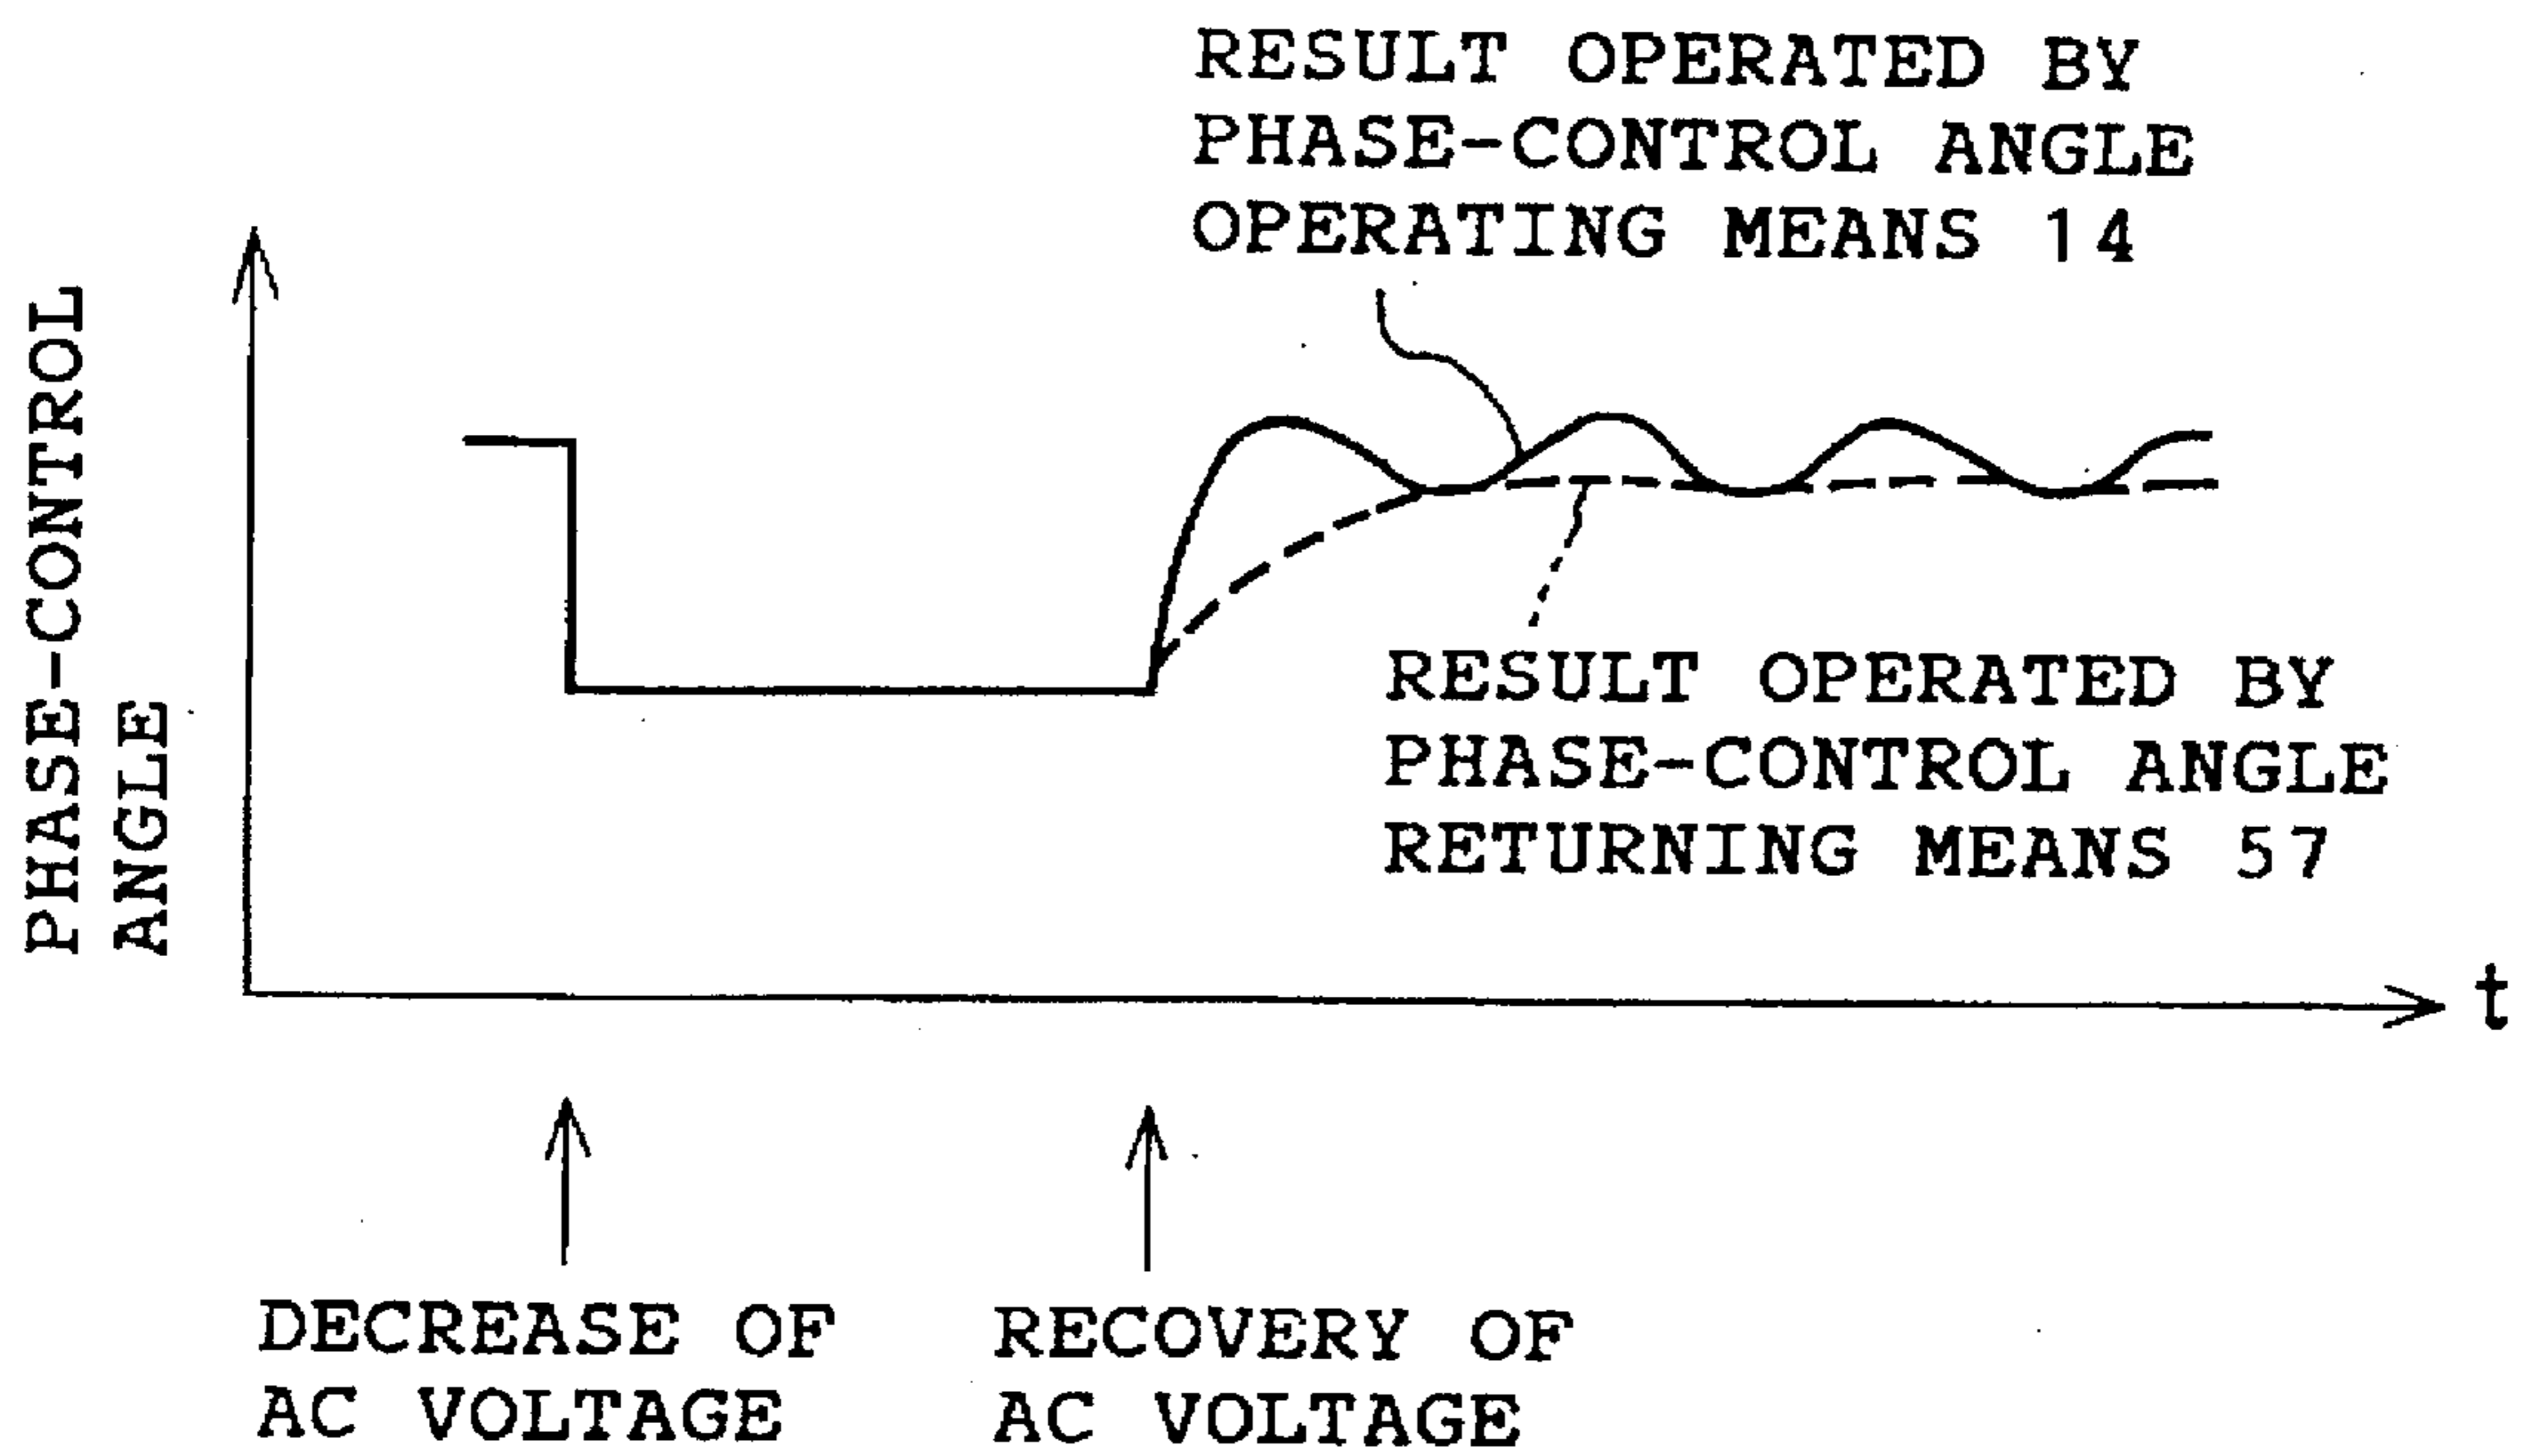 RESULT OPERATED BY
PHASE-CONTROL ANGLE
OPERATING MEANS 14
PHASE-CONTROL
ANGLE
RESULT OPERATED BY
PHASE-CONTROL ANGLE
RETURNING MEANS 57
t
DECREASE OF
AC VOLTAGE
RECOVERY OF
AC VOLTAGE